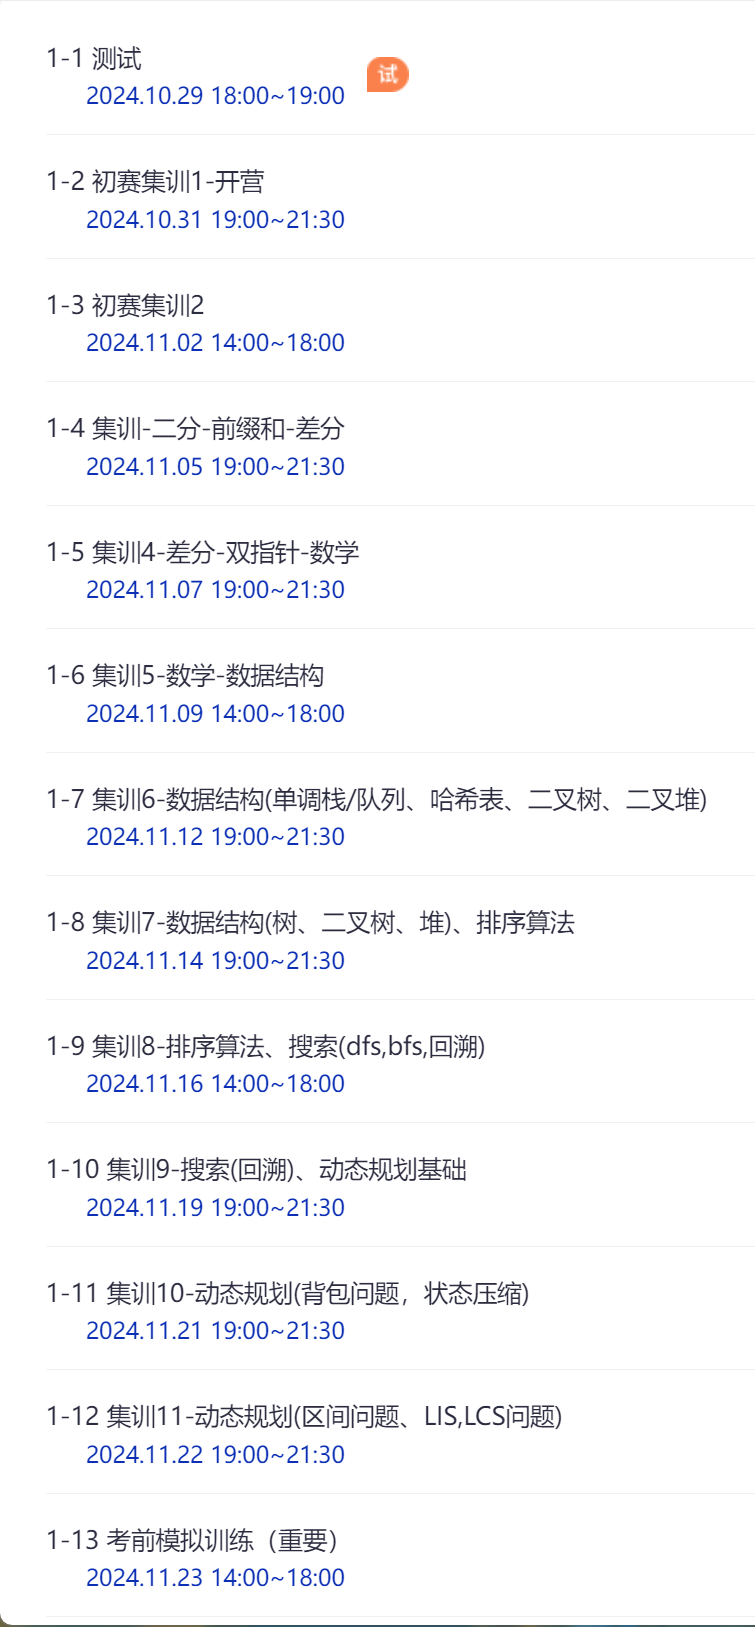 1-1 测试
试
2024.10.29 18:00~19:00
1-2 初赛集训1-开营
2024.10.31 19:00~21:30
1-3 初赛集训2
2024.11.02 14:00~18:00
1-4 集训-二分-前缀和-差分
2024.11.05 19:00~21:30
1-5 集训4-差分-双指针-数学
2024.11.07 19:00~21:30
1-6 集训5-数学-数据结构
2024.11.09 14:00~18:00
1-7 集训6-数据结构(单调栈/队列、哈希表、二叉树、二叉堆)
2024.11.12 19:00~21:30
1-8 集训7-数据结构(树、二叉树、堆)、排序算法
2024.11.14 19:00~21:30
1-9 集训8-排序算法、搜索(dfs,bfs,回溯)
2024.11.16 14:00~18:00
1-10 集训9-搜索(回溯)、动态规划基础
2024.11.19 19:00~21:30
1-11 集训10-动态规划(背包问题，状态压缩)
2024.11.21 19:00~21:30
1-12 集训11-动态规划(区间问题、LIS,LCS问题)
2024.11.22 19:00~21:30
1-13 考前模拟训练（重要）
2024.11.23 14:00~18:00